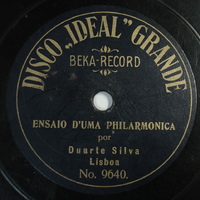 DISCO „IDEAL" GRANDE
BEKA-RECORD
ENSAIO D'UMA PHILARMONICA
por
Duarte Silva
Lisboa
No. 9640.